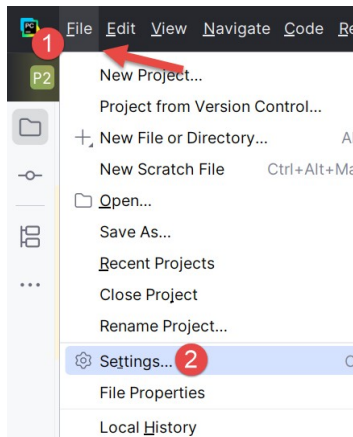 PC
1 File Edit View Navigate Code
P2
New Project...
Project from Version Control...
New File or Directory...
New Scratch File Ctrl+Alt+
Open...
Save As...
Recent Projects
Close Project
Rename Project...
Settings... 2
File Properties
Local History